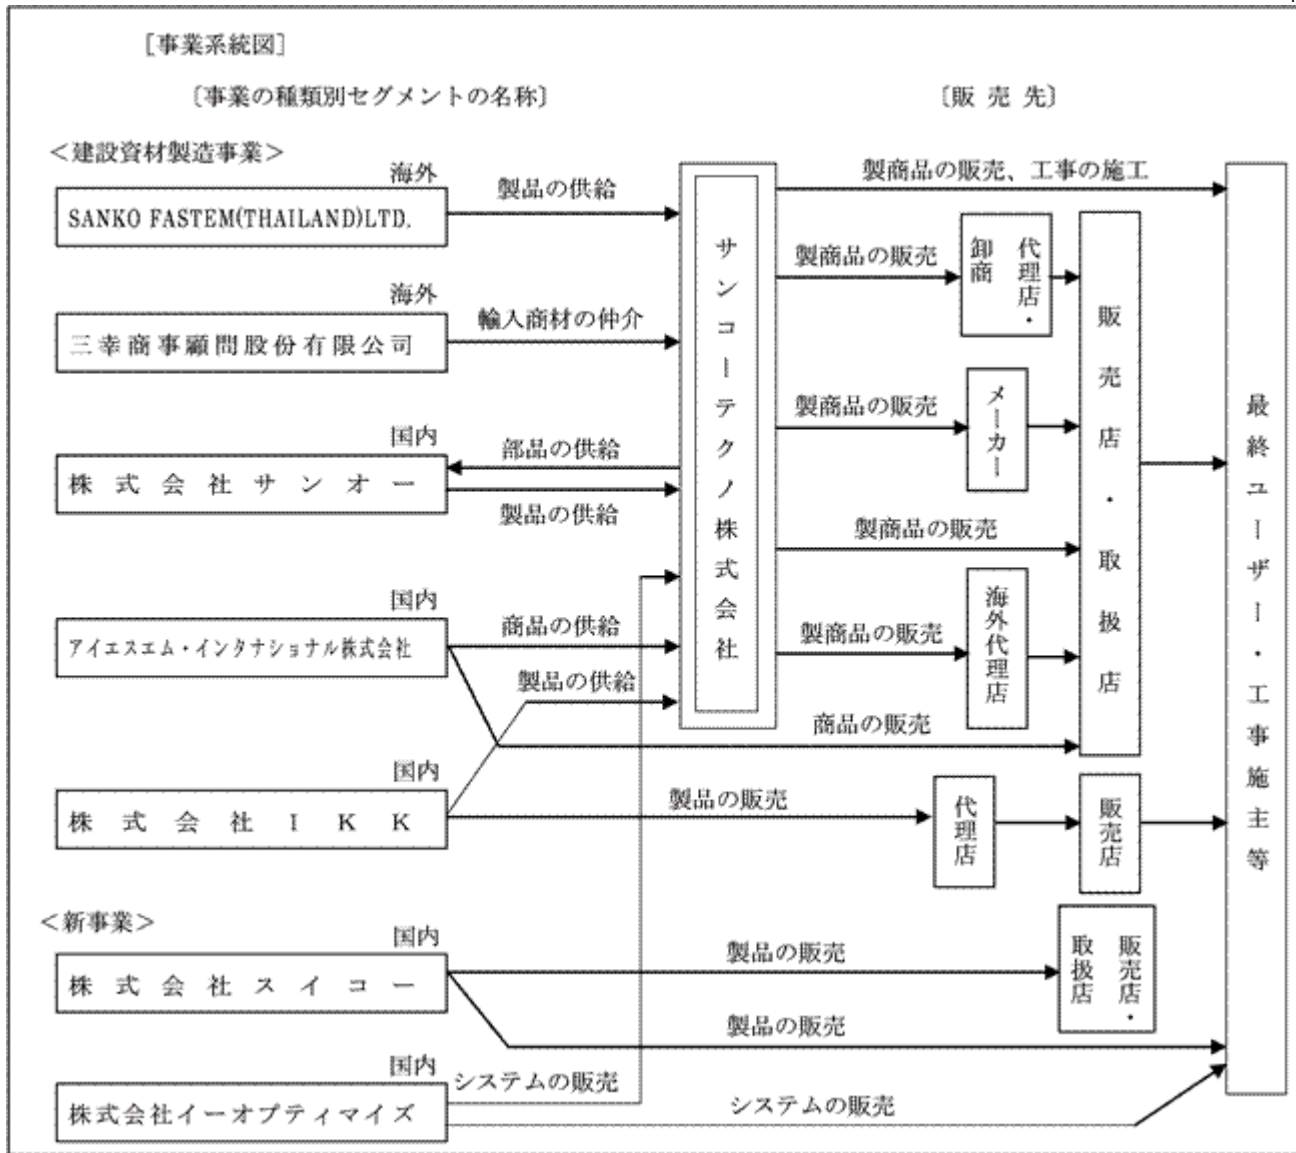 ［事業系統図］
〔事業の種類別セグメントの名称〕
〔販 売 先〕
＜建設資材製造事業＞
海外
SANKO FASTEM(THAILAND)LTD.
製品の供給
海外
三幸商事顧問股份有限公司
輸入商材の仲介
国内
株式会社サンオー
部品の供給
製品の供給
国内
アイエスエム・インタナショナル株式会社
商品の供給
製品の供給
国内
株式会社ＩＫＫ
サンコーテクノ株式会社
製商品の販売、工事の施工
製商品の販売
代理店・
卸商
製商品の販売
メーカー
製商品の販売
製商品の販売
海外代理店
商品の販売
販売店・取扱店
製品の販売
代理店
販売店
最終ユーザー・工事施主等
＜新事業＞
国内
株式会社スイコー
製品の販売
販売店・
取扱店
製品の販売
国内
株式会社イーオプティマイズ
システムの販売
システムの販売